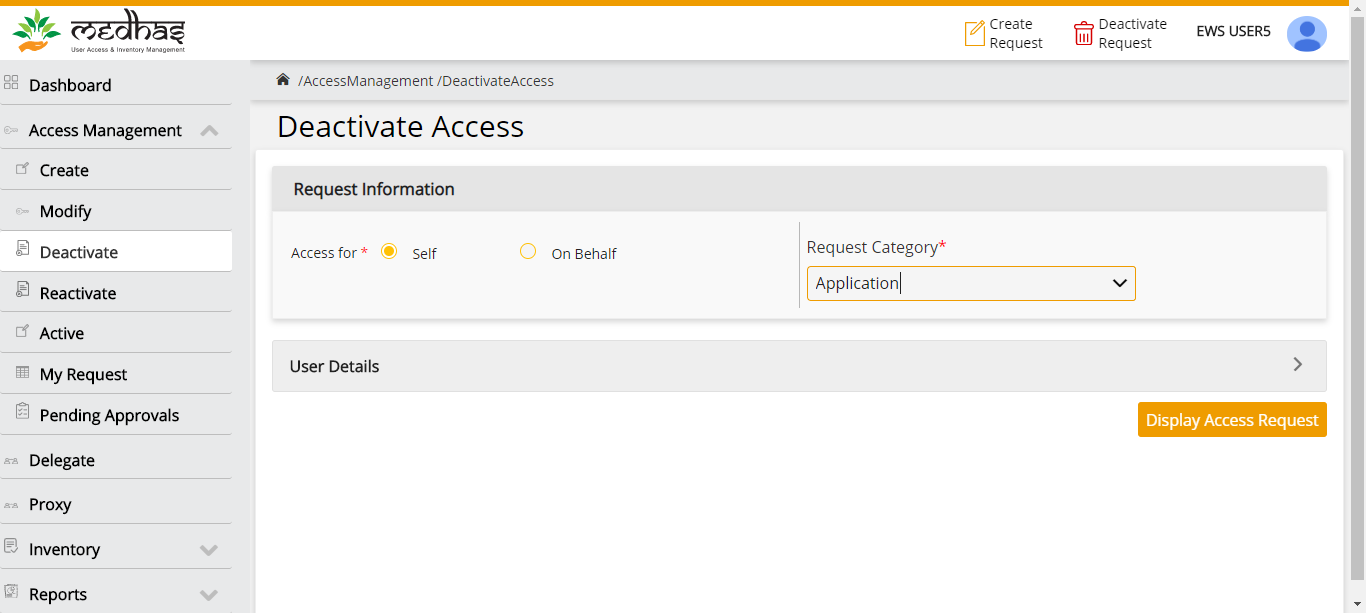 medhas
User Access & Inventory Management
Create
Request
Deactivate
Request
EWS USER5
Dashboard
Access Management
Create
Modify
Deactivate
Reactivate
Active
My Request
Pending Approvals
Delegate
Proxy
Inventory
Reports
/AccessManagement /DeactivateAccess
Deactivate Access
Request Information
Access for * Self On Behalf
Request Category*
Application
User Details
Display Access Request